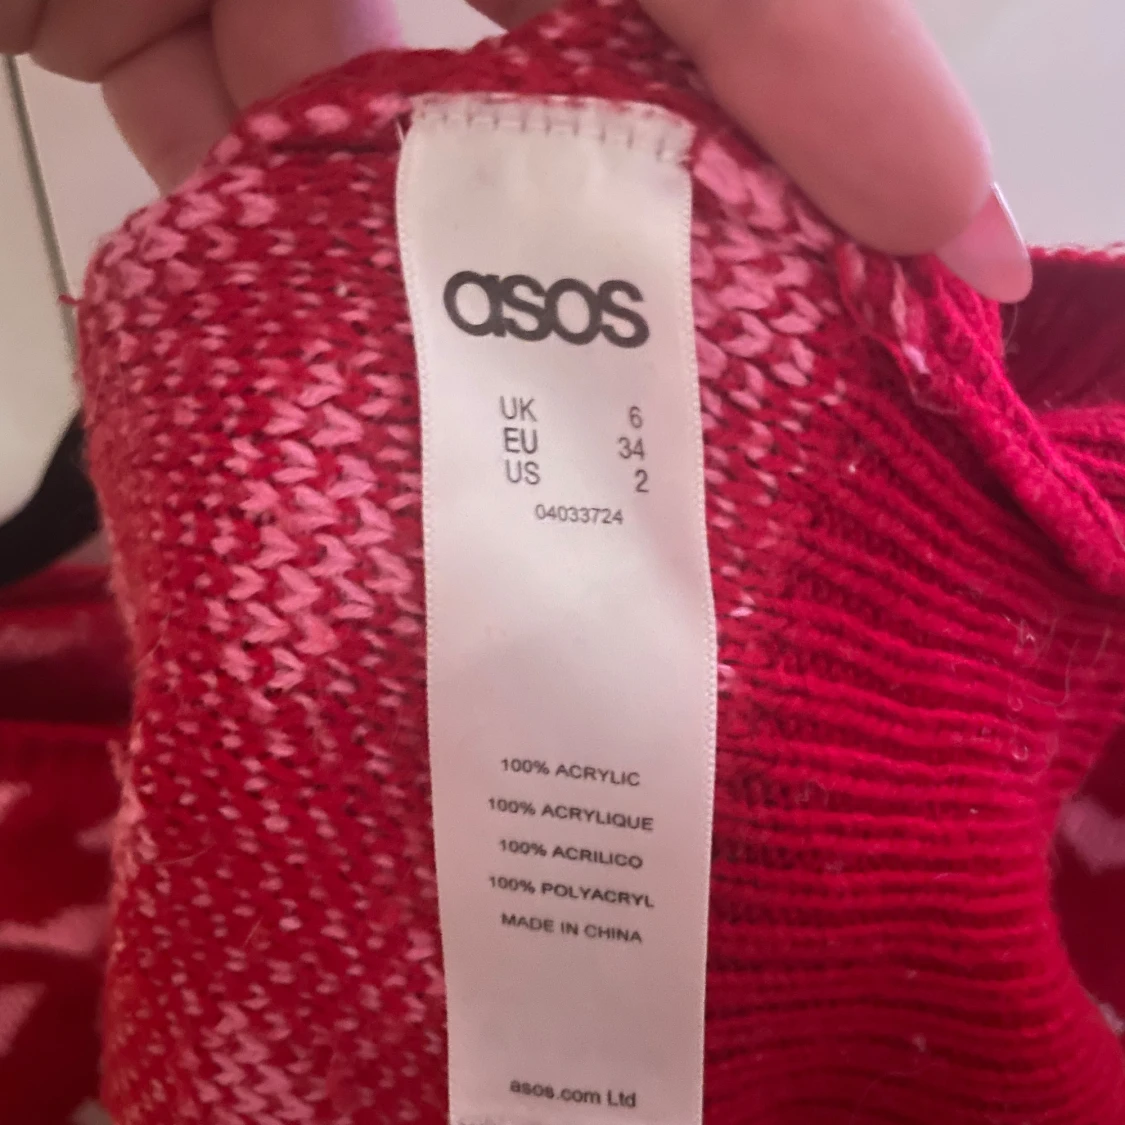 asos
UK 6
EU 34
US 2
04033724
100% ACRYLIC
100% ACRYLIQUE
100% ACRILICO
100% POLYACRYL
MADE IN CHINA
asos.com Ltd